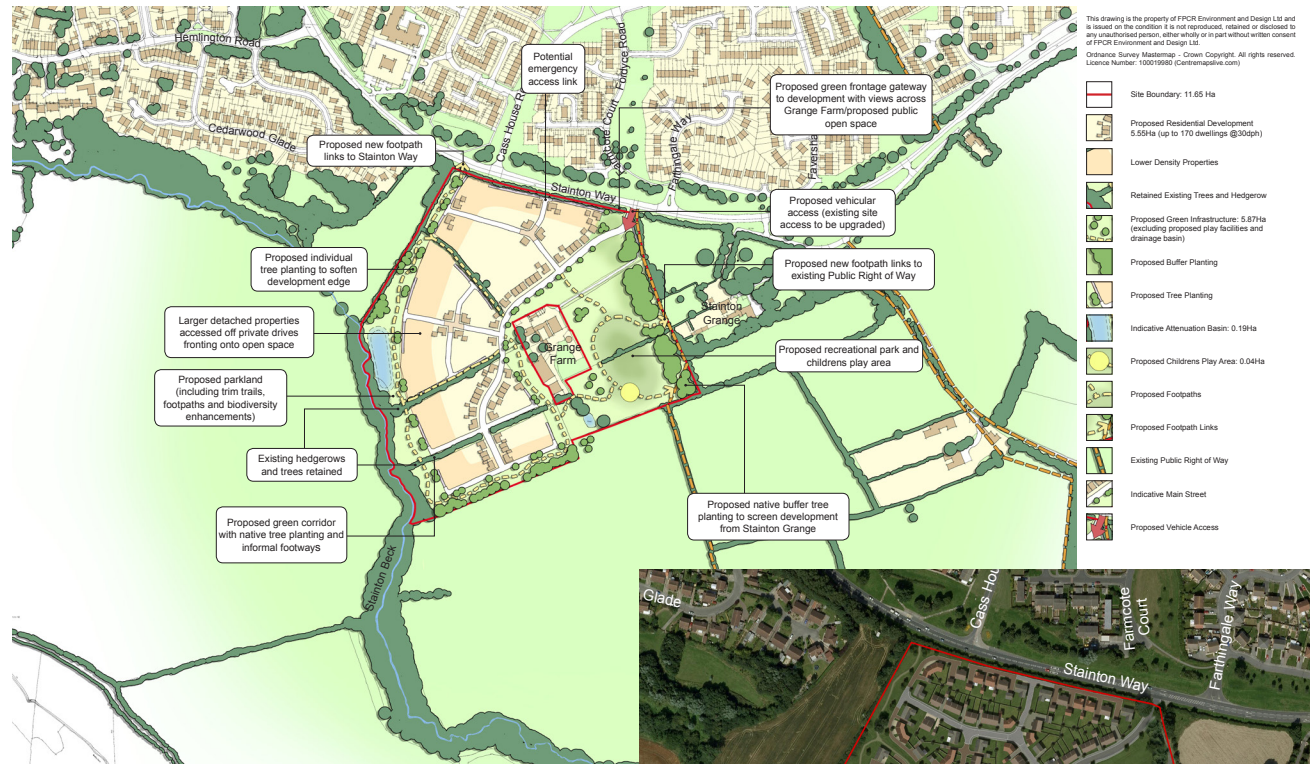 Hemlington Road
Cedarwood Glade
Potential
emergency
access link
Cass House R
Fordyce Road
Farmcote Court
Farthingale Way
Faversha
Proposed green frontage gateway
to development with views across
Grange Farm/proposed public
open space
Proposed new footpath
links to Stainton Way
Stainton Way
Proposed vehicular
access (existing site
access to be upgraded)
Proposed individual
tree planting to soften
development edge
Proposed new footpath links to
existing Public Right of Way
Stainton
Grange
Larger detached properties
accessed off private drives
fronting onto open space
Grange
Farm
Proposed recreational park and
childrens play area
Proposed parkland
(including trim trails,
footpaths and biodiversity
enhancements)
Existing hedgerows
and trees retained
Proposed native buffer tree
planting to screen development
from Stainton Grange
Proposed green corridor
with native tree planting and
informal footways
Stainton Beck
This drawing is the property of FPCR Environment and Design Ltd and
is issued on the condition it is not reproduced, retained or disclosed to
any unauthorised person, either wholly or in part without written consent
of FPCR Environment and Design Ltd.
Ordnance Survey Mastermap - Crown Copyright. All rights reserved.
Licence Number: 100019980 (Centremapslive.com)
Site Boundary: 11.65 Ha
Proposed Residential Development
5.55Ha (up to 170 dwellings @30dph)
Lower Density Properties
Retained Existing Trees and Hedgerow
Proposed Green Infrastructure: 5.87Ha
(excluding proposed play facilities and
drainage basin)
Proposed Buffer Planting
Proposed Tree Planting
Indicative Attenuation Basin: 0.19Ha
Proposed Childrens Play Area: 0.04Ha
Proposed Footpaths
Proposed Footpath Links
Existing Public Right of Way
Indicative Main Street
Proposed Vehicle Access
Glade
Cass Hou
Farmcote
Court
Farthingale Way
Stainton Way